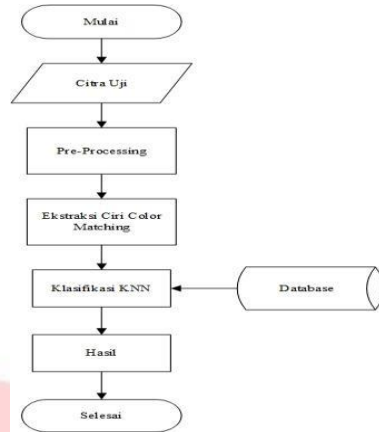 Mulai
Citra Uji
Pre-Processing
Ekstraksi Ciri Color
Matching
Klasifikasi KNN
Database
Hasil
Selesai